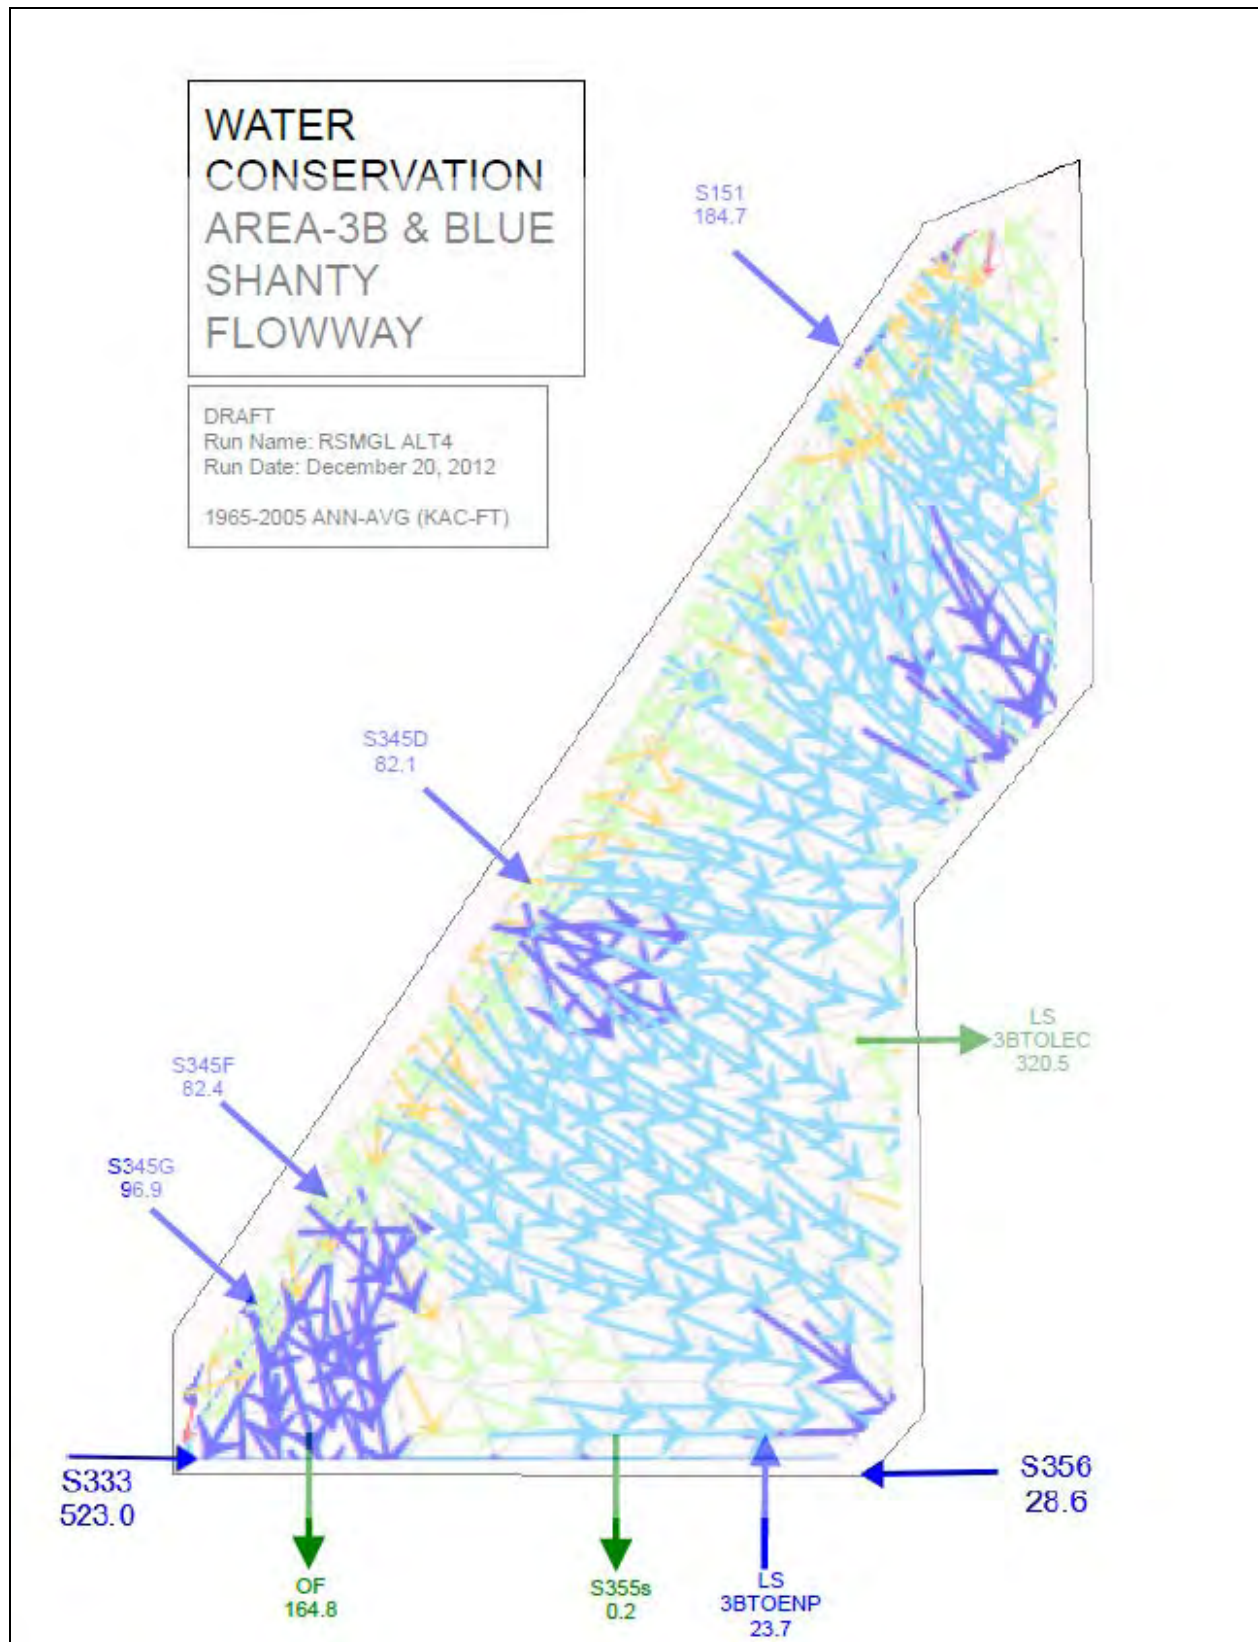 WATER
CONSERVATION
AREA-3B & BLUE
SHANTY
FLOWWAY
DRAFT
Run Name: RSMGL ALT4
Run Date: December 20, 2012
1965-2005 ANN-AVG (KAC-FT)
S151
184.7
S345D
82.1
LS
3BTOLEC
320.5
S345F
82.4
S345G
96.9
S333
523.0
S356
28.6
OF
164.8
S355s
0.2
LS
3BTOENP
23.7